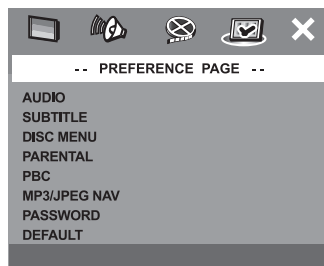 -- PREFERENCE PAGE --
AUDIO
SUBTITLE
DISC MENU
PARENTAL
PBC
MP3/JPEG NAV
PASSWORD
DEFAULT